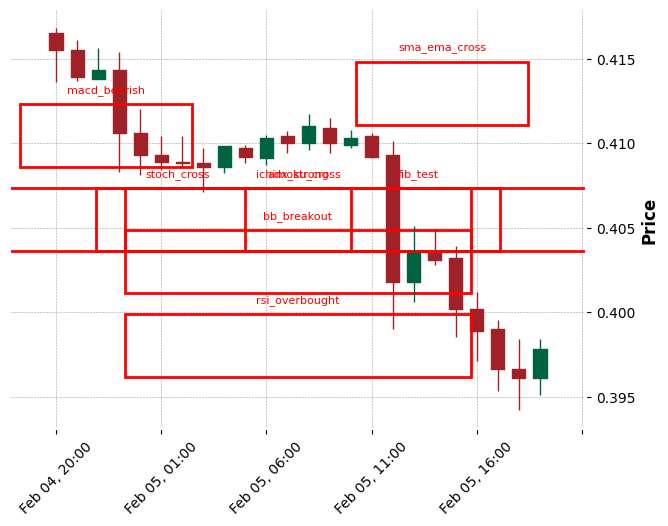 sma_ema_cross
0.415
macd_bearish
0.410
stoch_cross
adx_strong
fib_test
0.405
Price
bb_breakout
rsi_overbought
0.400
0.395
Feb 04, 20:00
Feb 05, 01:00
Feb 05, 06:00
Feb 05, 11:00
Feb 05, 16:00